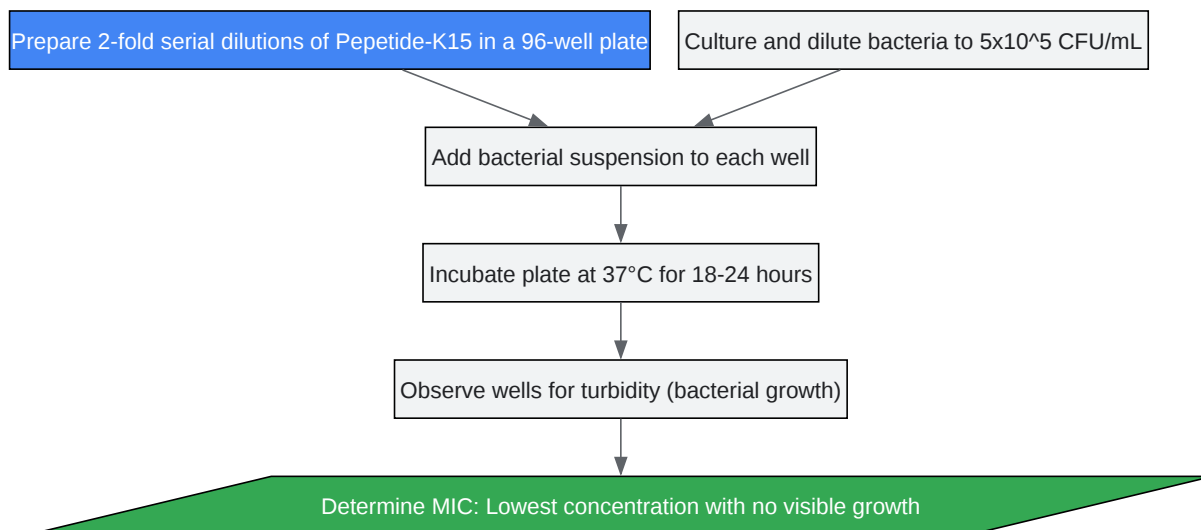 Prepare 2-fold serial dilutions of Pepetide-K15 in a 96-well plate
Culture and dilute bacteria to 5x10^5 CFU/mL
Add bacterial suspension to each well
Incubate plate at 37°C for 18-24 hours
Observe wells for turbidity (bacterial growth)
Determine MIC: Lowest concentration with no visible growth